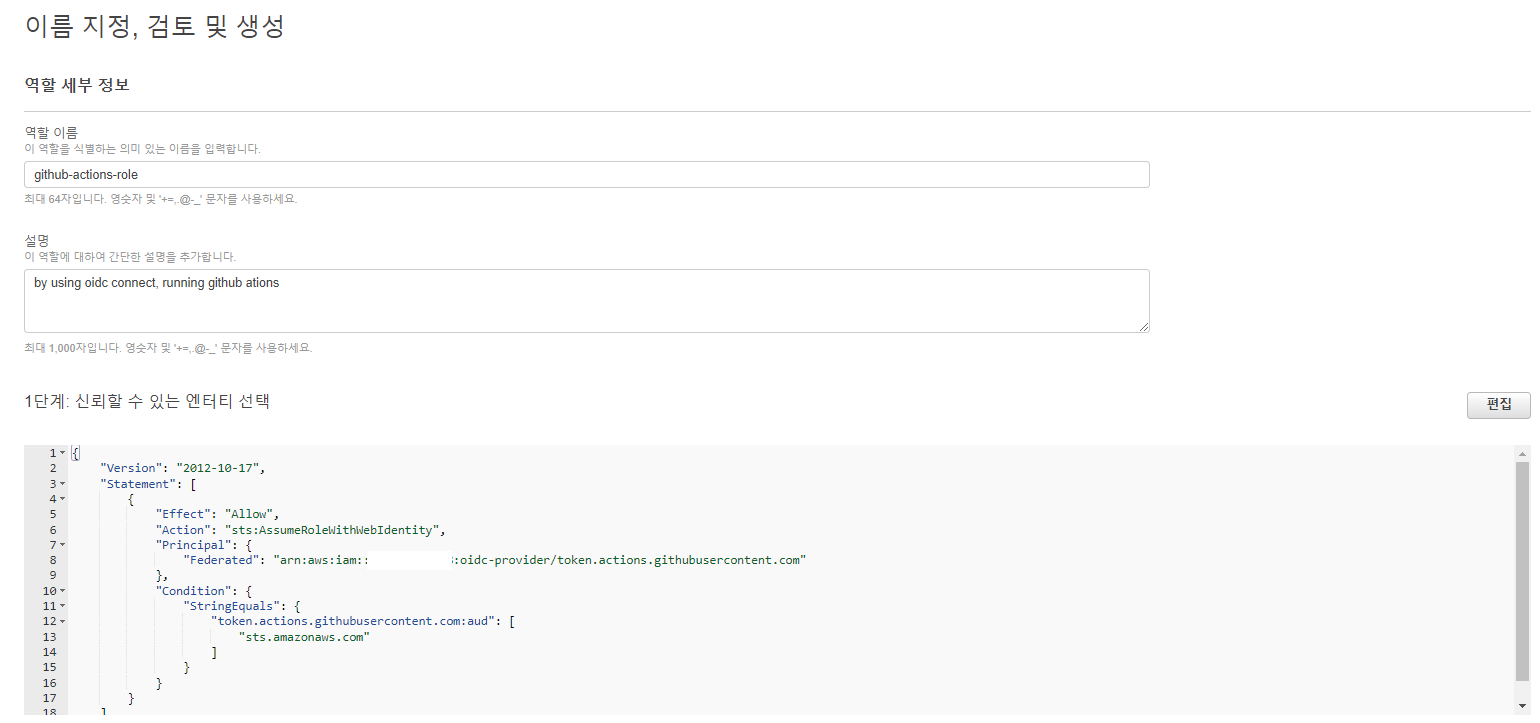 이름 지정, 검토 및 생성
역할 세부 정보
역할 이름
이 역할을 식별하는 의미 있는 이름을 입력합니다.
github-actions-role
최대 64자입니다. 영숫자 및 '+=,.@-_' 문자를 사용하세요.
설명
이 역할에 대하여 간단한 설명을 추가합니다.
by using oidc connect, running github ations
최대 1,000자입니다. 영숫자 및 '+=,.@-_' 문자를 사용하세요.
1단계: 신뢰할 수 있는 엔터티 선택
편집
1 {
2 "Version": "2012-10-17",
3 "Statement": [
4 {
5 "Effect": "Allow",
6 "Action": "sts:AssumeRoleWithWebIdentity",
7 "Principal": {
8 "Federated": "arn:aws:iam:: :oidc-provider/token.actions.githubusercontent.com"
9 },
10 "Condition": {
11 "StringEquals": {
12 "token.actions.githubusercontent.com:aud": [
13 "sts.amazonaws.com"
14 ]
15 }
16 }
17 }
18 ]